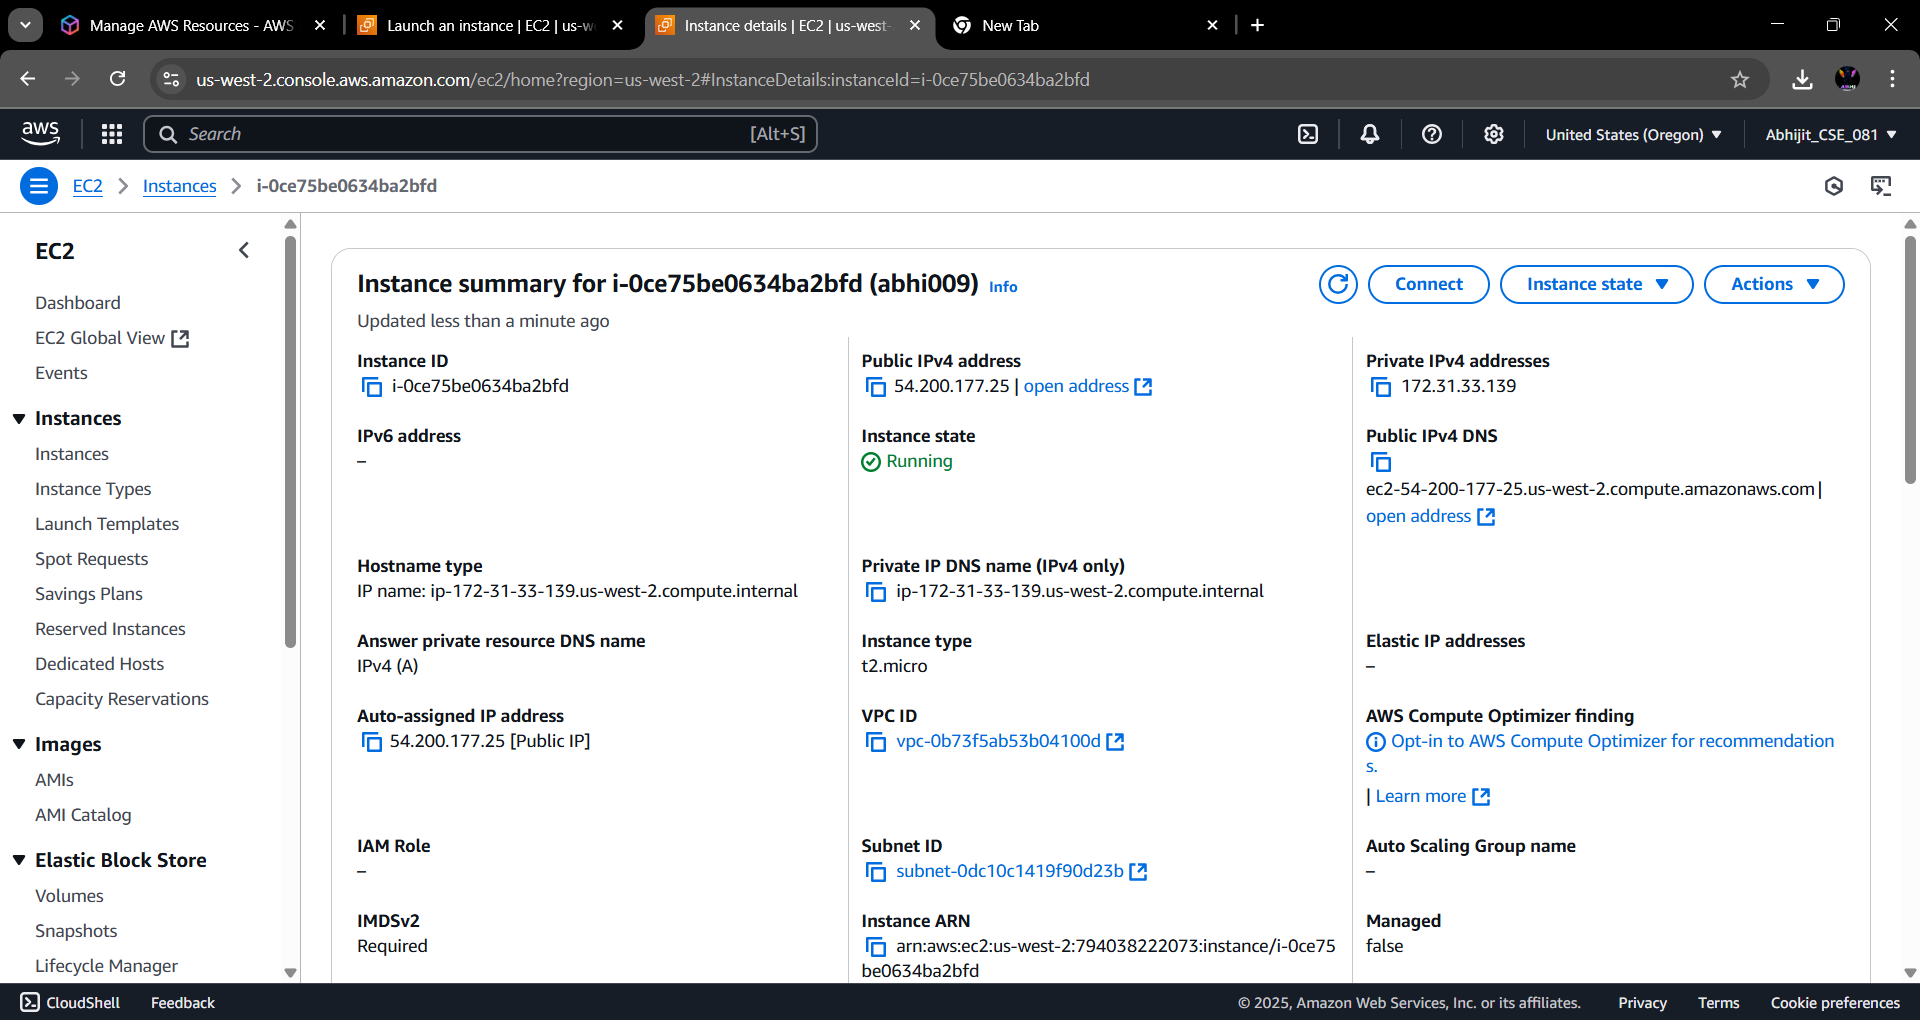 Manage AWS Resources - AWS
Launch an instance | EC2 | us-w
Instance details | EC2 | us-west-
New Tab
us-west-2.console.aws.amazon.com/ec2/home?region=us-west-2#InstanceDetails:instanceId=i-0ce75be0634ba2bfd
aws
Search
[Alt+S]
United States (Oregon)
Abhijit_CSE_081
EC2
Instances
i-0ce75be0634ba2bfd
EC2
Dashboard
EC2 Global View
Events
Instances
Instances
Instance Types
Launch Templates
Spot Requests
Savings Plans
Reserved Instances
Dedicated Hosts
Capacity Reservations
Images
AMIs
AMI Catalog
Elastic Block Store
Volumes
Snapshots
Lifecycle Manager
Instance summary for i-0ce75be0634ba2bfd (abhi009) Info
Updated less than a minute ago
Connect
Instance state
Actions
Instance ID
i-0ce75be0634ba2bfd
Public IPv4 address
54.200.177.25 | open address
Private IPv4 addresses
172.31.33.139
IPv6 address
–
Instance state
Running
Public IPv4 DNS
ec2-54-200-177-25.us-west-2.compute.amazonaws.com |
open address
Hostname type
IP name: ip-172-31-33-139.us-west-2.compute.internal
Private IP DNS name (IPv4 only)
ip-172-31-33-139.us-west-2.compute.internal
Answer private resource DNS name
IPv4 (A)
Instance type
t2.micro
Elastic IP addresses
–
Auto-assigned IP address
54.200.177.25 [Public IP]
VPC ID
vpc-0b73f5ab53b04100d
AWS Compute Optimizer finding
Opt-in to AWS Compute Optimizer for recommendation
s.
| Learn more
IAM Role
–
Subnet ID
subnet-0dc10c1419f90d23b
Auto Scaling Group name
–
IMDSv2
Required
Instance ARN
arn:aws:ec2:us-west-2:794038222073:instance/i-0ce75
be0634ba2bfd
Managed
false
CloudShell
Feedback
© 2025, Amazon Web Services, Inc. or its affiliates.
Privacy
Terms
Cookie preferences